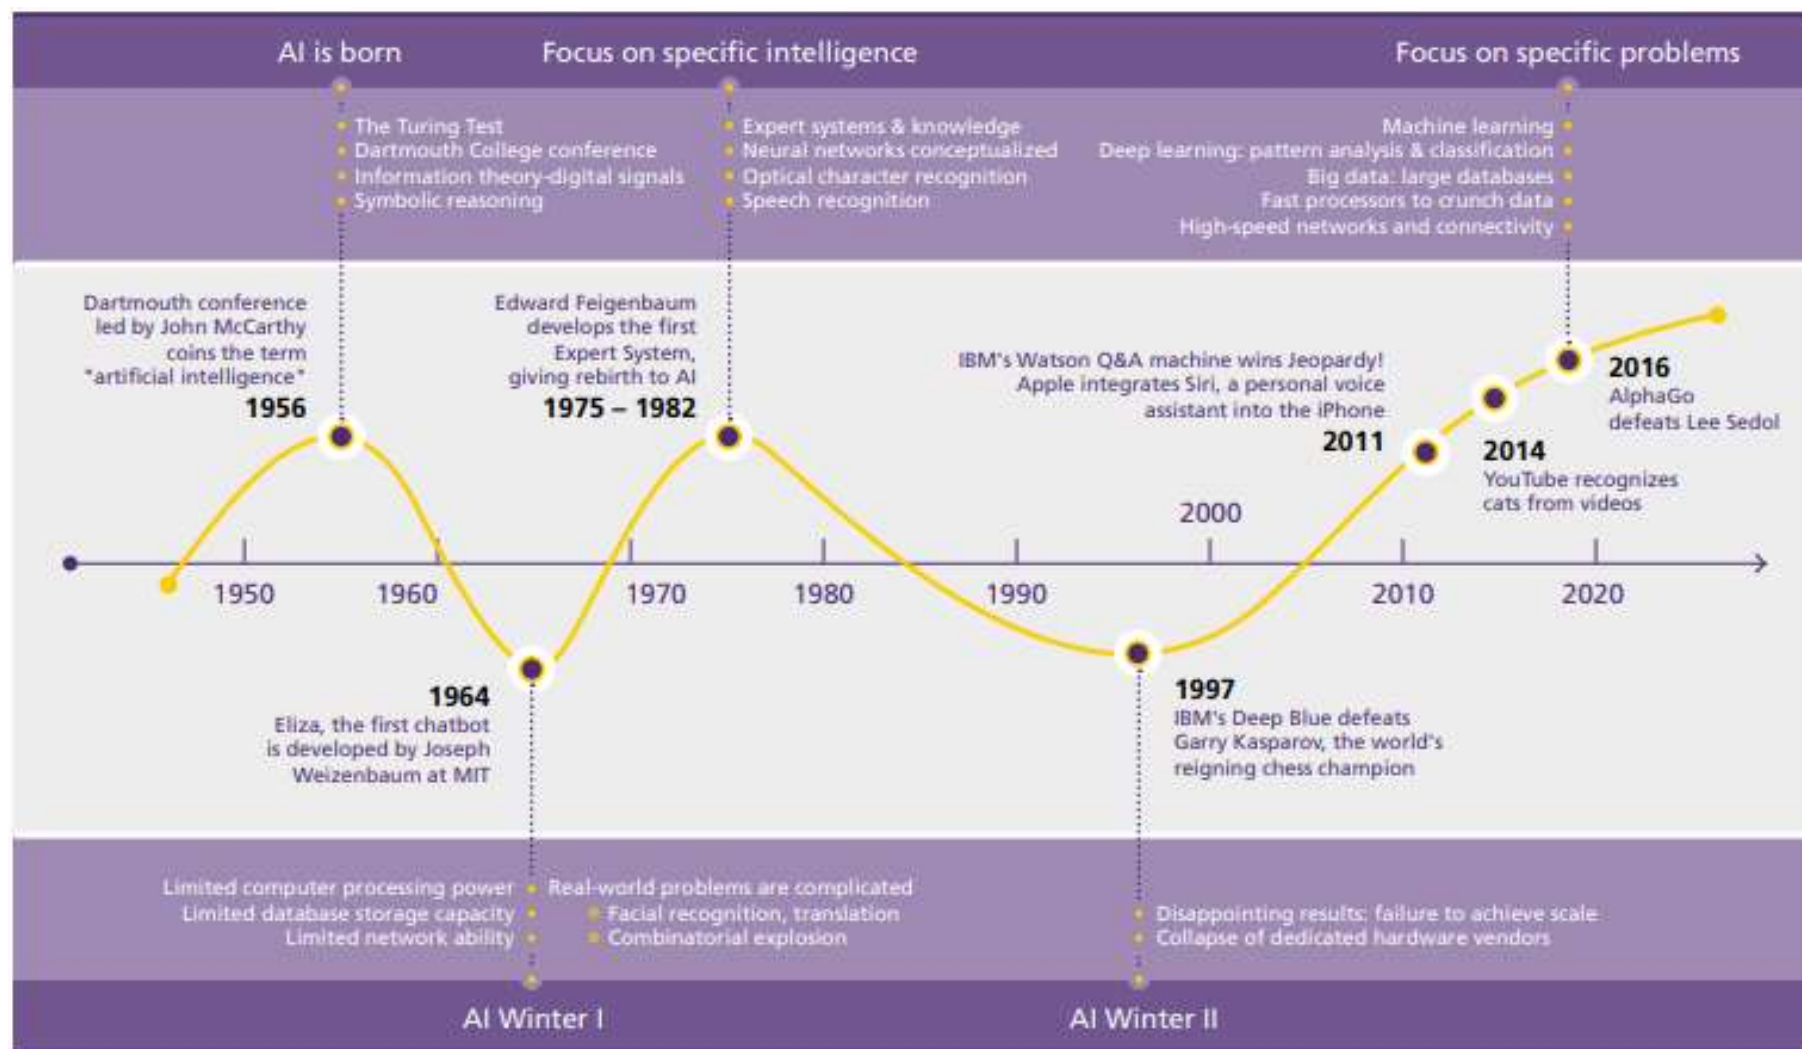 AI is born
Focus on specific intelligence
Focus on specific problems
The Turing Test
Dartmouth College conference
Information theory-digital signals
Symbolic reasoning
Expert systems & knowledge
Neural networks conceptualized
Optical character recognition
Speech recognition
Machine learning
Deep learning: pattern analysis & classification
Big data: large databases
Fast processors to crunch data
High-speed networks and connectivity
Dartmouth conference
led by John McCarthy
coins the term
"artificial intelligence"
1956
Edward Feigenbaum
develops the first
Expert System,
giving rebirth to AI
1975 – 1982
IBM's Watson Q&A machine wins Jeopardy!
Apple integrates Siri, a personal voice
assistant into the iPhone
2011
2016
AlphaGo
defeats Lee Sedol
2014
YouTube recognizes
cats from videos
1950
1960
1970
1980
1990
2000
2010
2020
1964
Eliza, the first chatbot
is developed by Joseph
Weizenbaum at MIT
1997
IBM's Deep Blue defeats
Garry Kasparov, the world's
reigning chess champion
Limited computer processing power
Limited database storage capacity
Limited network ability
Real-world problems are complicated
Facial recognition, translation
Combinatorial explosion
Disappointing results: failure to achieve scale
Collapse of dedicated hardware vendors
AI Winter I
AI Winter II